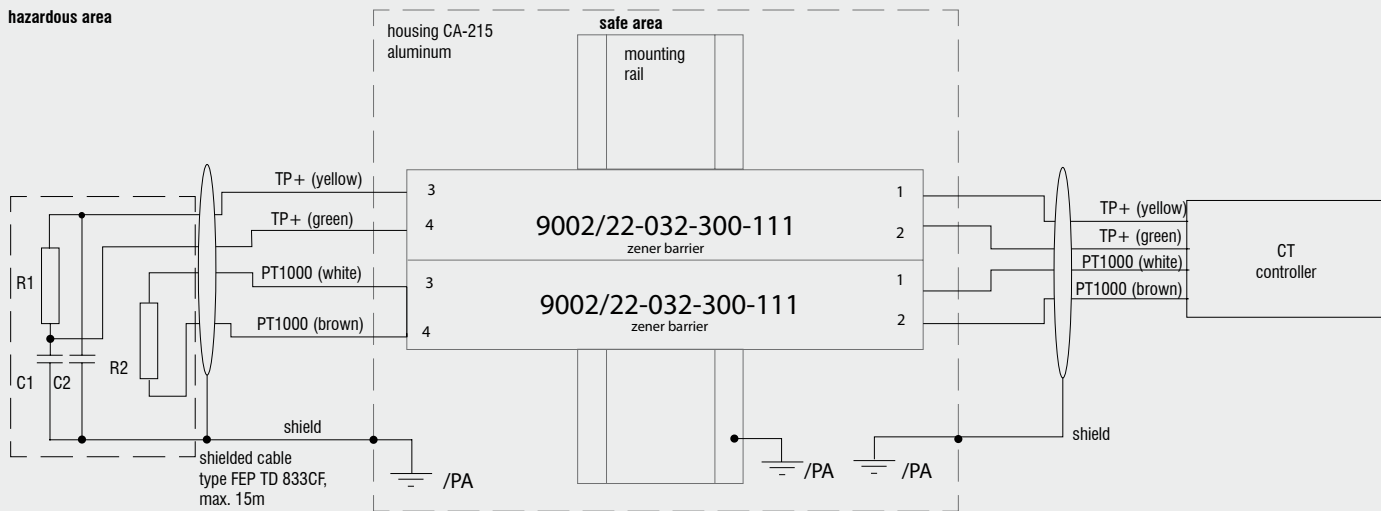 hazardous area
housing CA-215
aluminum
safe area
mounting
rail
TP+ (yellow)
3
1
TP+ (yellow)
TP+ (green)
4
9002/22-032-300-111
zener barrier
2
TP+ (green)
CT
controller
R1
PT1000 (white)
3
1
PT1000 (white)
9002/22-032-300-111
zener barrier
PT1000 (brown)
4
2
PT1000 (brown)
C1
C2
R2
shield
shield
shielded cable
type FEP TD 833CF,
max. 15m
/PA
/PA
/PA